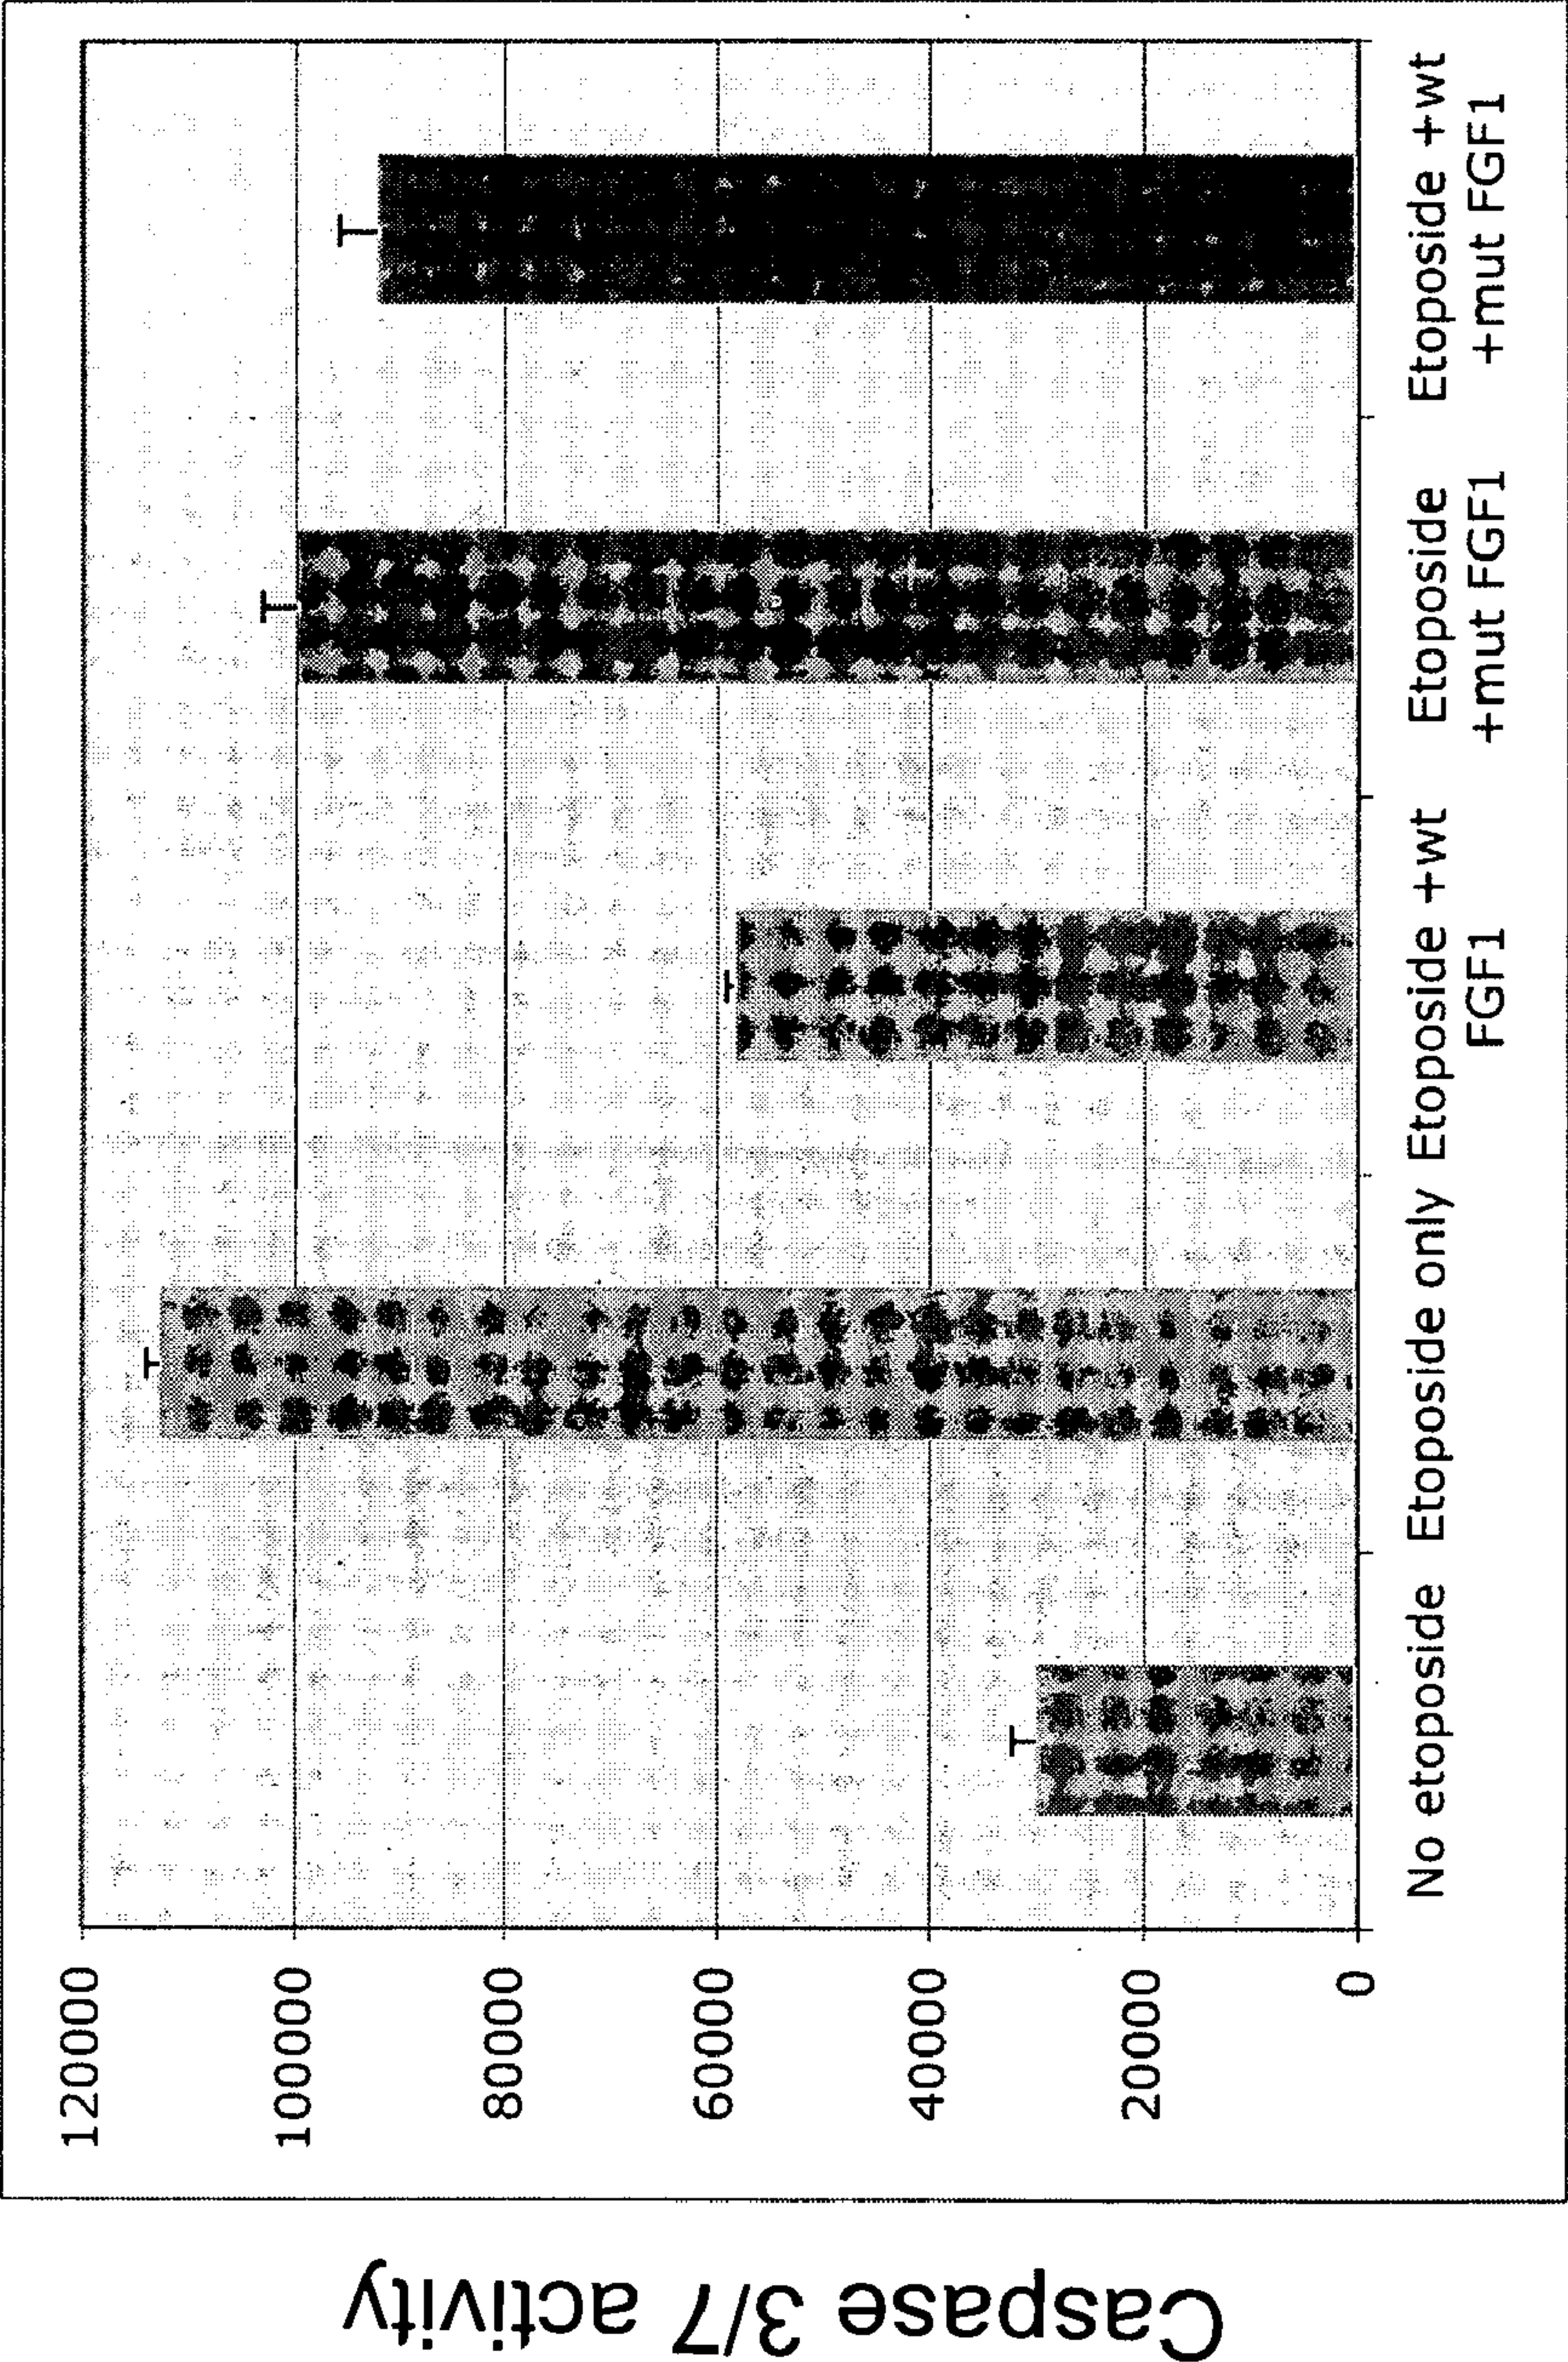 Caspase 3/7 activity
120000
100000
80000
60000
40000
20000
0
No etoposide
Etoposide only
Etoposide +wt
FGF1
Etoposide
+mut FGF1
Etoposide +wt
+mut FGF1